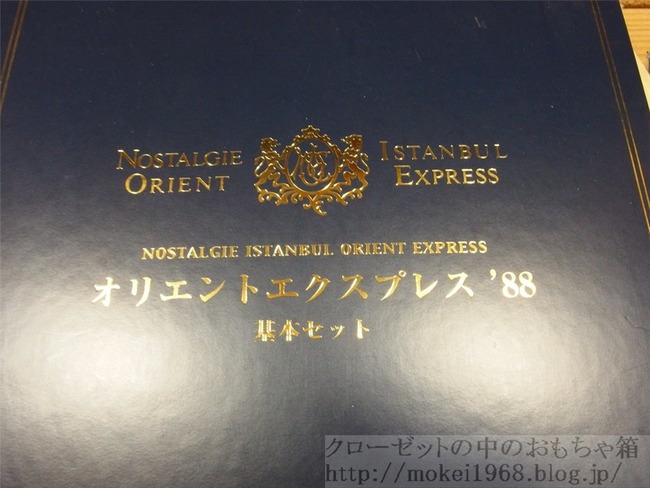 NOSTALGIE ISTANBUL
ORIENT EXPRESS
NOSTALGIE ISTANBUL ORIENT EXPRESS
オリエントエクスプレス '88
基本セット
クローゼットの中のおもちゃ箱
http://mokei1968.blog.jp/